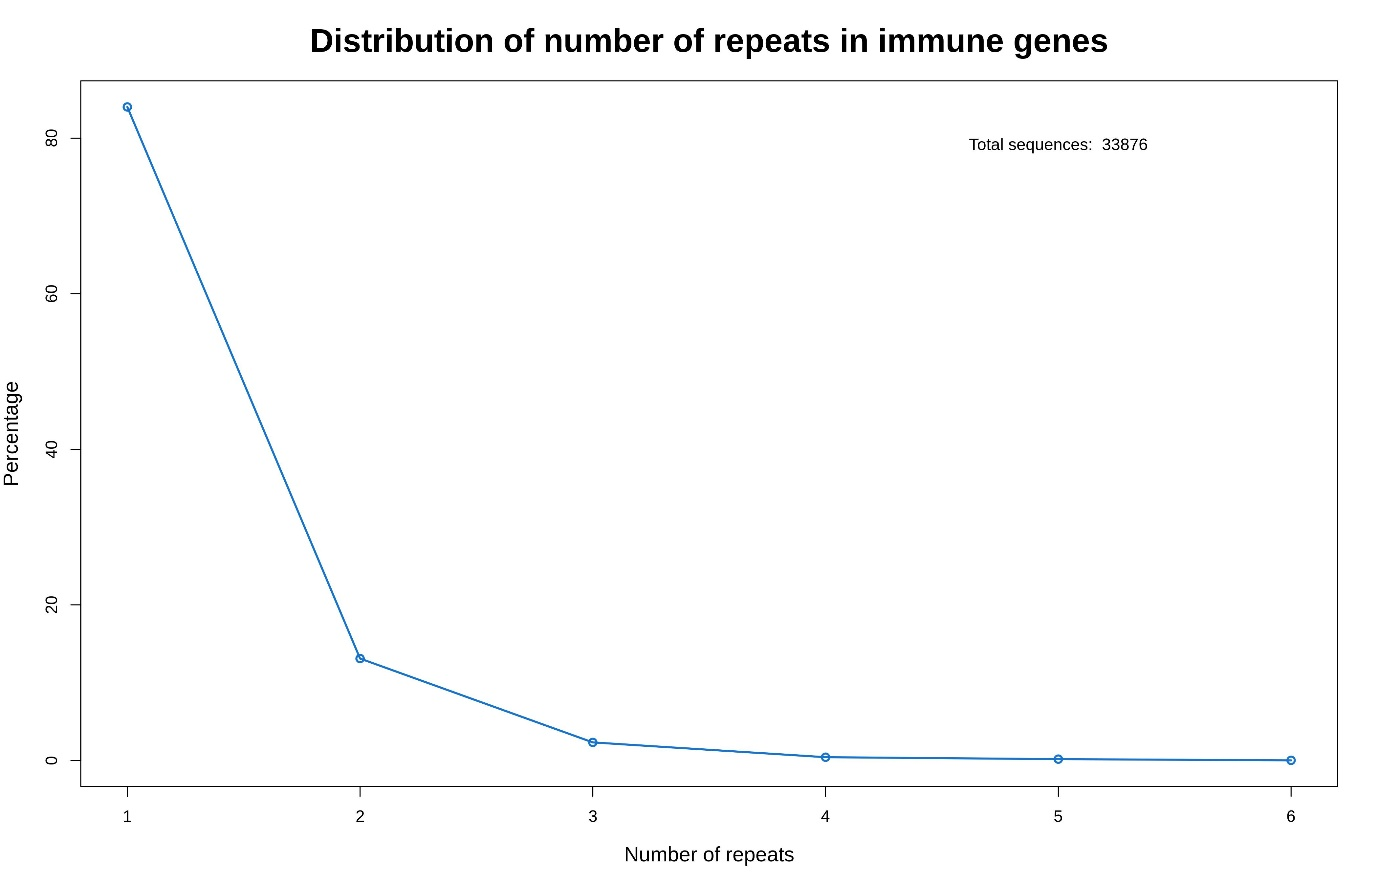 Distribution of number of repeats in immune genes
Total sequences:  33876
Percentage
80
60
40
20
0
1 2 3 4 5 6
Number of repeats